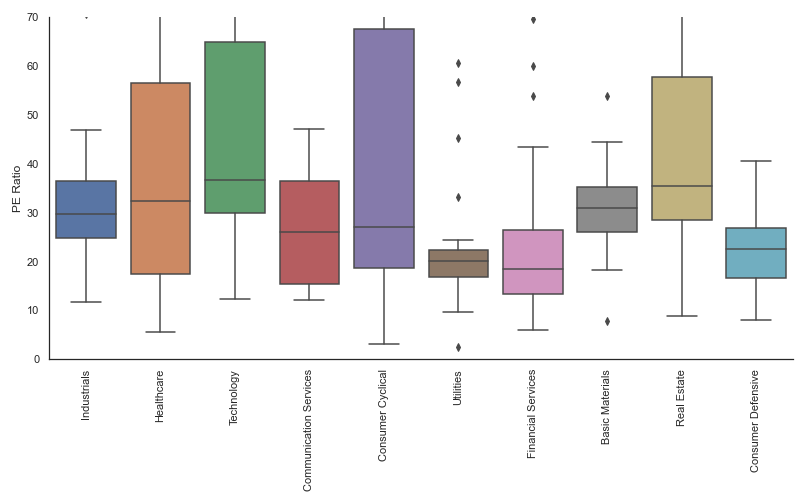 70
60
50
40
30
20
10
0
PE Ratio
Industrials
Healthcare
Technology
Communication Services
Consumer Cyclical
Utilities
Financial Services
Basic Materials
Real Estate
Consumer Defensive